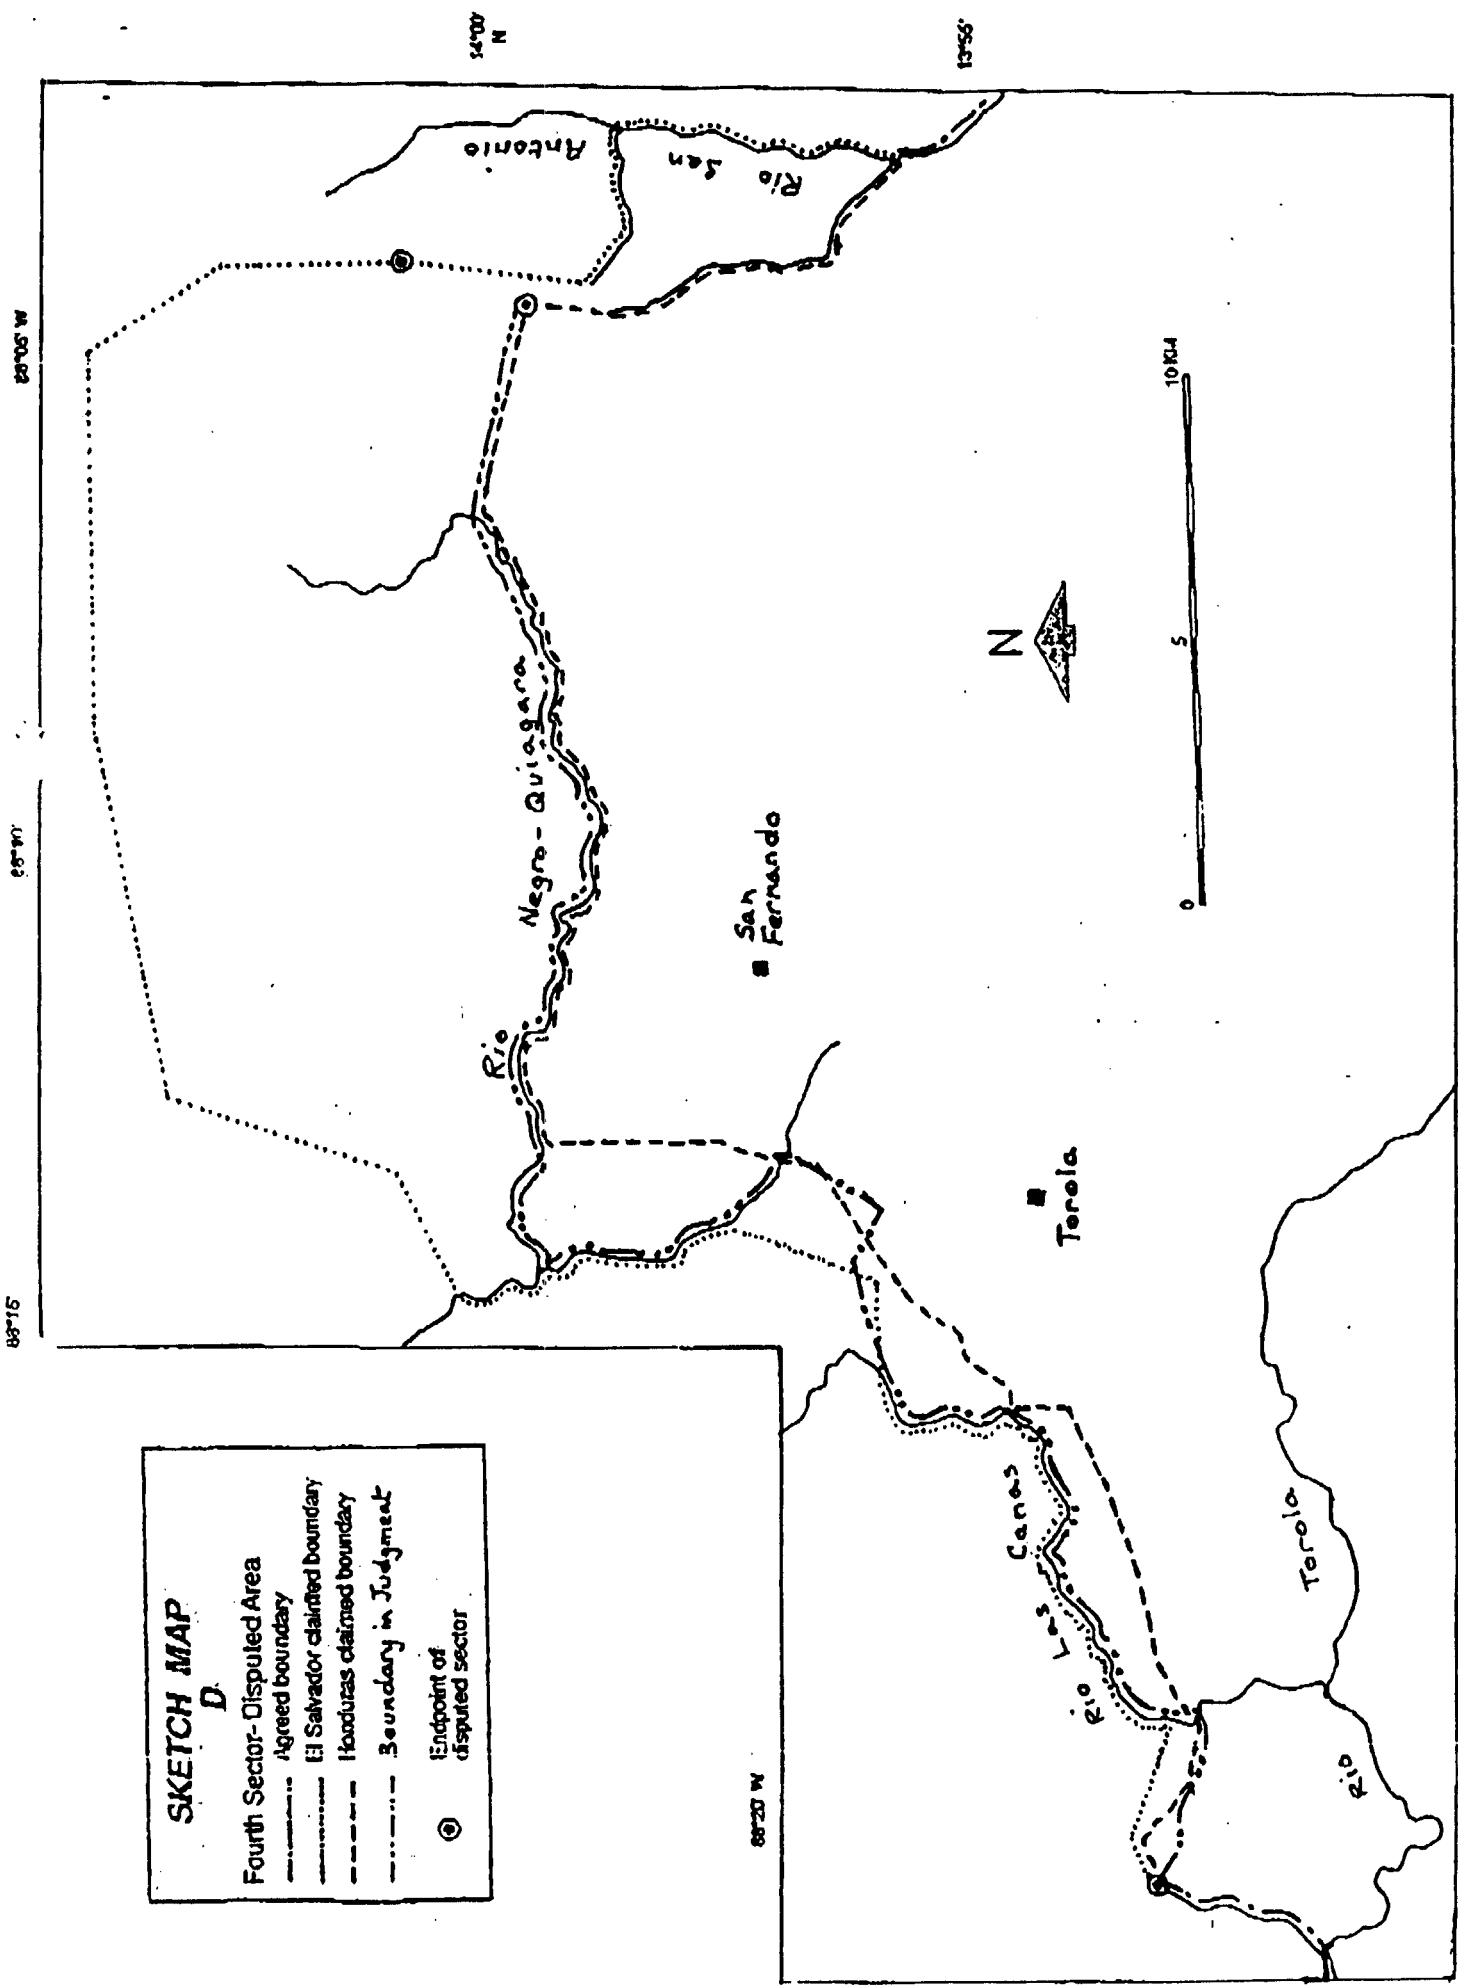 SKETCH MAP
D
Fourth Sector-Disputed Area
Agreed boundary
El Salvador claimed boundary
Honduras claimed boundary
Boundary in Judgment
Endpoint of
disputed sector
88°15'
88°10'
88°05' W
14°00'
N
13°55'
88°20' W
Rio
Negro - Quiagara
Antonio
San
Rio
San
Fernando
Torola
N
0
5
10 KM
Rio
Las
Canas
Rio
Torola